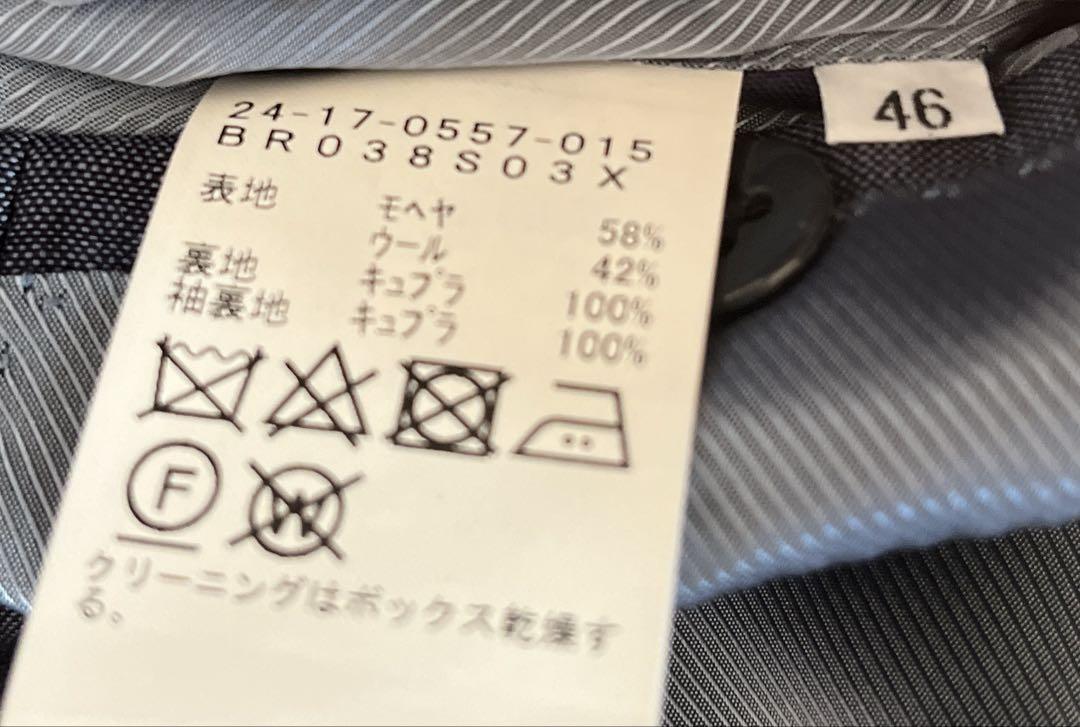 24-17-0557-015
BR038S03X
表地 モヘヤ 58%
ウール 42%
裏地 キュプラ 100%
袖裏地 キュプラ 100%
F W
クリーニングはボックス乾燥す
る。
46